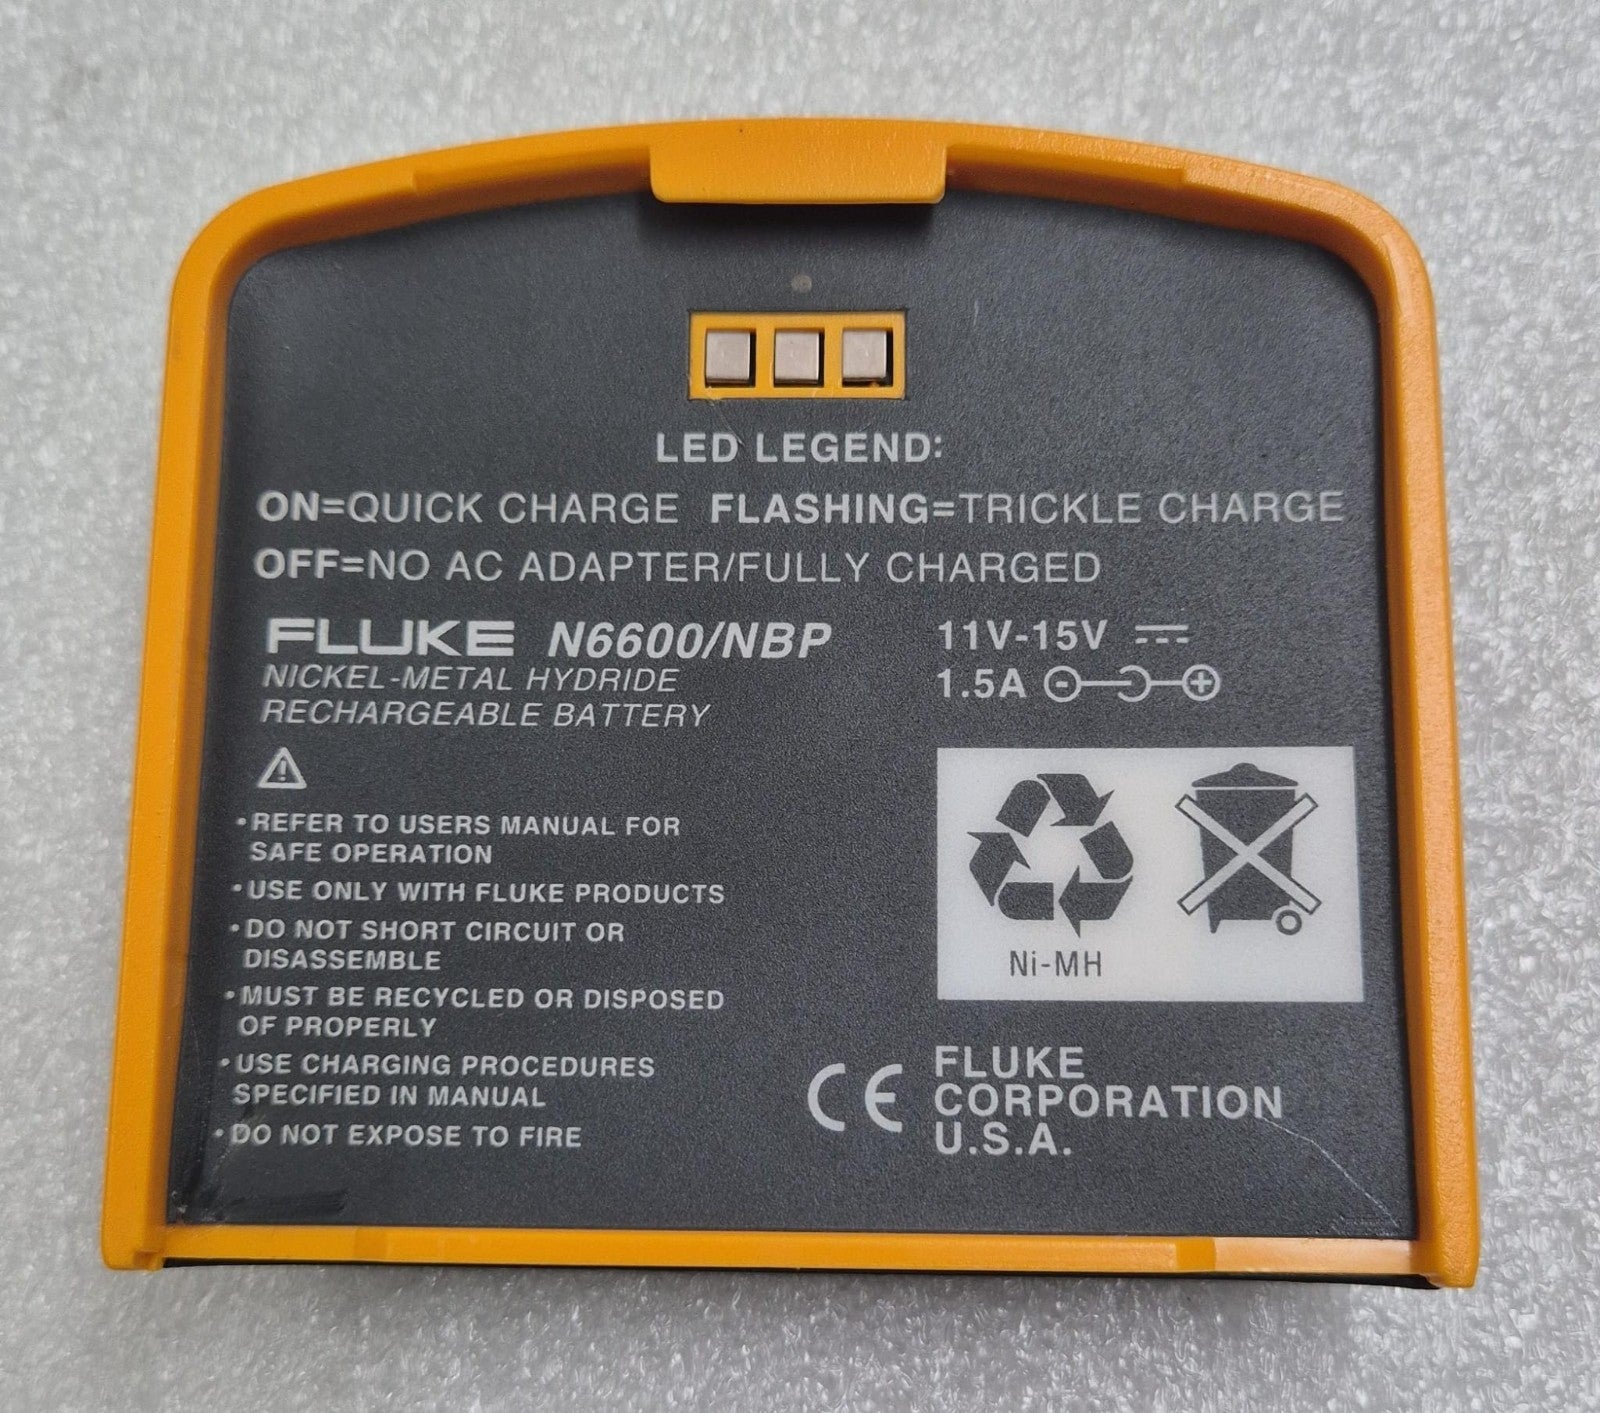 LED LEGEND:
ON=QUICK CHARGE FLASHING=TRICKLE CHARGE
OFF=NO AC ADAPTER/FULLY CHARGED
FLUKE N6600/NBP
NICKEL-METAL HYDRIDE
RECHARGEABLE BATTERY
11V-15V
1.5A - +
!
•REFER TO USERS MANUAL FOR
SAFE OPERATION
•USE ONLY WITH FLUKE PRODUCTS
•DO NOT SHORT CIRCUIT OR
DISASSEMBLE
•MUST BE RECYCLED OR DISPOSED
OF PROPERLY
•USE CHARGING PROCEDURES
SPECIFIED IN MANUAL
•DO NOT EXPOSE TO FIRE
Ni-MH
CE
FLUKE
CORPORATION
U.S.A.